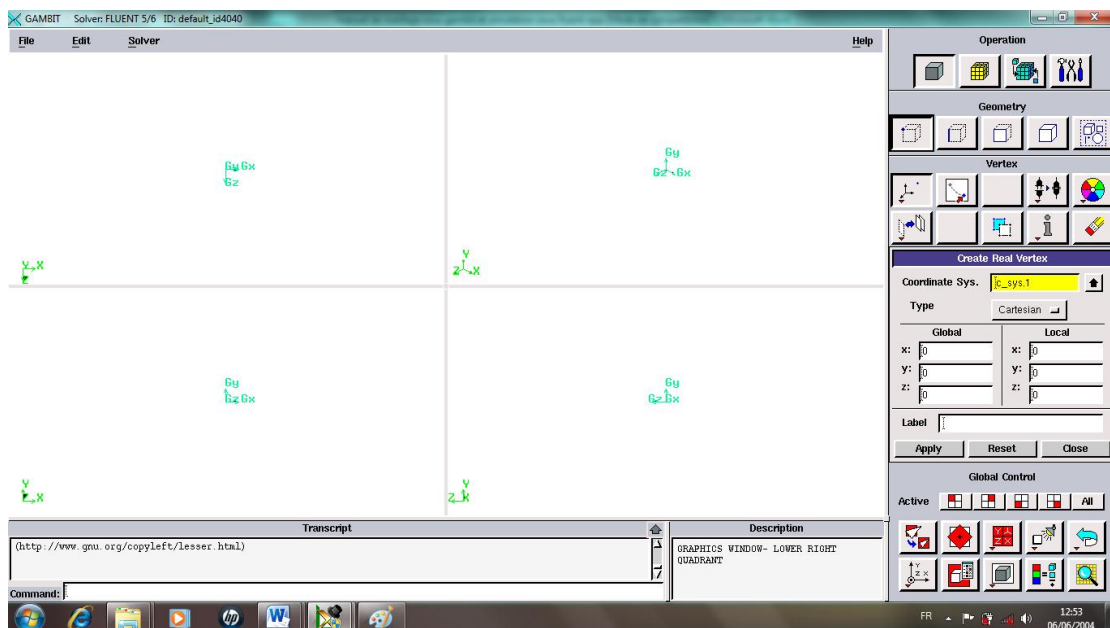 GAMBIT Solver: FLUENT 5/6 ID: default_id4040
File Edit Solver Help
Gy Gx
Gz
Gy
Gz Gx
Y X
Z
Y
Z X
Gy
Gz Gx
Gy
Gz Gx
Y
X
Y
Z X
Operation
Geometry
Vertex
Create Real Vertex
Coordinate Sys. c_sys.1
Type Cartesian
Global Local
x: 0 x: 0
y: 0 y: 0
z: 0 z: 0
Label
Apply Reset Close
Global Control
Active All
Transcript
(http://www.gnu.org/copyleft/lesser.html)
Description
GRAPHICS WINDOW- LOWER RIGHT
QUADRANT
Command:
FR 12:53
06/06/2004